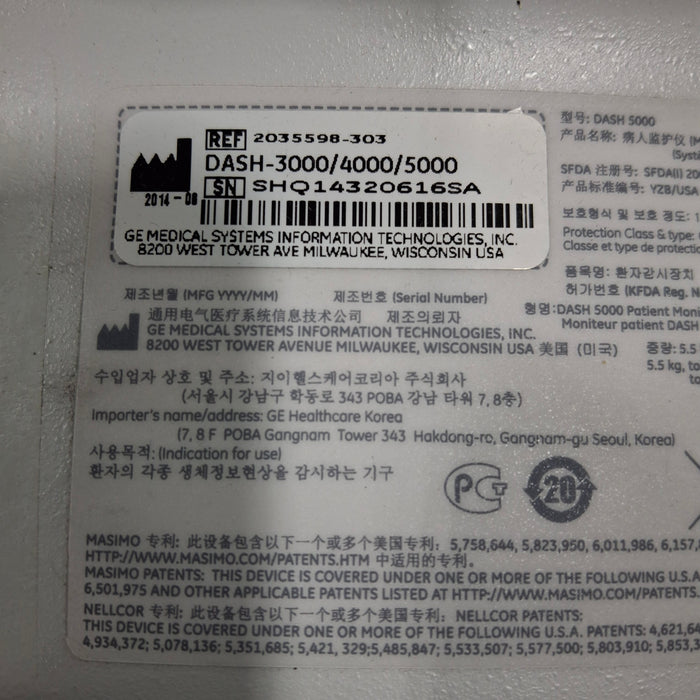 REF 2035598-303
DASH-3000/4000/5000
SN SHQ14320616SA
2014-08
GE MEDICAL SYSTEMS INFORMATION TECHNOLOGIES, INC.
8200 WEST TOWER AVE MILWAUKEE, WISCONSIN USA
型号: DASH 5000
产品名称: 病人监护仪 (M
(Syste
SFDA 注册号: SFDA(I) 20
产品标准编号: YZB/USA
보호형식 및 보호 정도: 1
Protection Class & type:
Classe et type de protectio
품목명: 환자감시장치
허가번호 (KFDA Reg. N
형명:DASH 5000 Patient Moni
Moniteur patient DASH
중량: 5.5
5.5 kg, to
to
제조년월 (MFG YYYY/MM) 제조번호 (Serial Number)
通用电气医疗系统信息技术公司 제조의뢰자
GE MEDICAL SYSTEMS INFORMATION TECHNOLOGIES, INC.
8200 WEST TOWER AVENUE MILWAUKEE, WISCONSIN USA 美国 (미국)
수입업자 상호 및 주소: 지이헬스케어코리아 주식회사
(서울시 강남구 학동로 343 POBA 강남 타워 7, 8층)
Importer's name/address: GE Healthcare Korea
(7, 8 F POBA Gangnam Tower 343 Hakdong-ro, Gangnam-gu Seoul, Korea)
사용목적: (Indication for use)
환자의 각종 생체정보현상을 감시하는 기구
20
MASIMO 专利: 此设备包含以下一个或多个美国专利: 5,758,644, 5,823,950, 6,011,986, 6,157,8
HTTP://WWW.MASIMO.COM/PATENTS.HTM 中适用的专利。
MASIMO PATENTS: THIS DEVICE IS COVERED UNDER ONE OR MORE OF THE FOLLOWING U.S.A
6,501,975 AND OTHER APPLICABLE PATENTS LISTED AT HTTP://WWW.MASIMO.COM/PATENTS.
NELLCOR 专利: 此设备包含以下一个或多个美国专利: NELLCOR PATENTS:
THIS DEVICE IS COVERED UNDER ONE OR MORE OF THE FOLLOWING U.S.A. PATENTS: 4,621,64
4,934,372; 5,078,136; 5,351,685; 5,421, 329;5,485,847; 5,533,507; 5,577,500; 5,803,910; 5,853,3